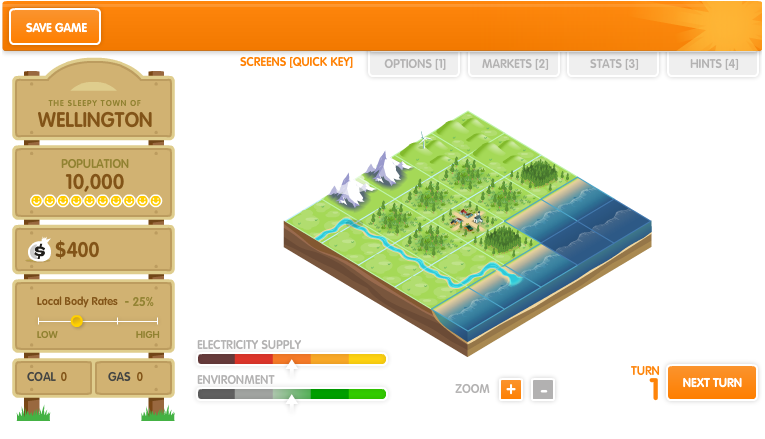 SAVE GAME
SCREENS [QUICK KEY]
OPTIONS [1]
MARKETS [2]
STATS [3]
HINTS [4]
THE SLEEPY TOWN OF
WELLINGTON
POPULATION
10,000
$
$400
Local Body Rates - 25%
LOW
HIGH
COAL 0
GAS 0
ELECTRICITY SUPPLY
ENVIRONMENT
ZOOM + -
TURN
1
NEXT TURN